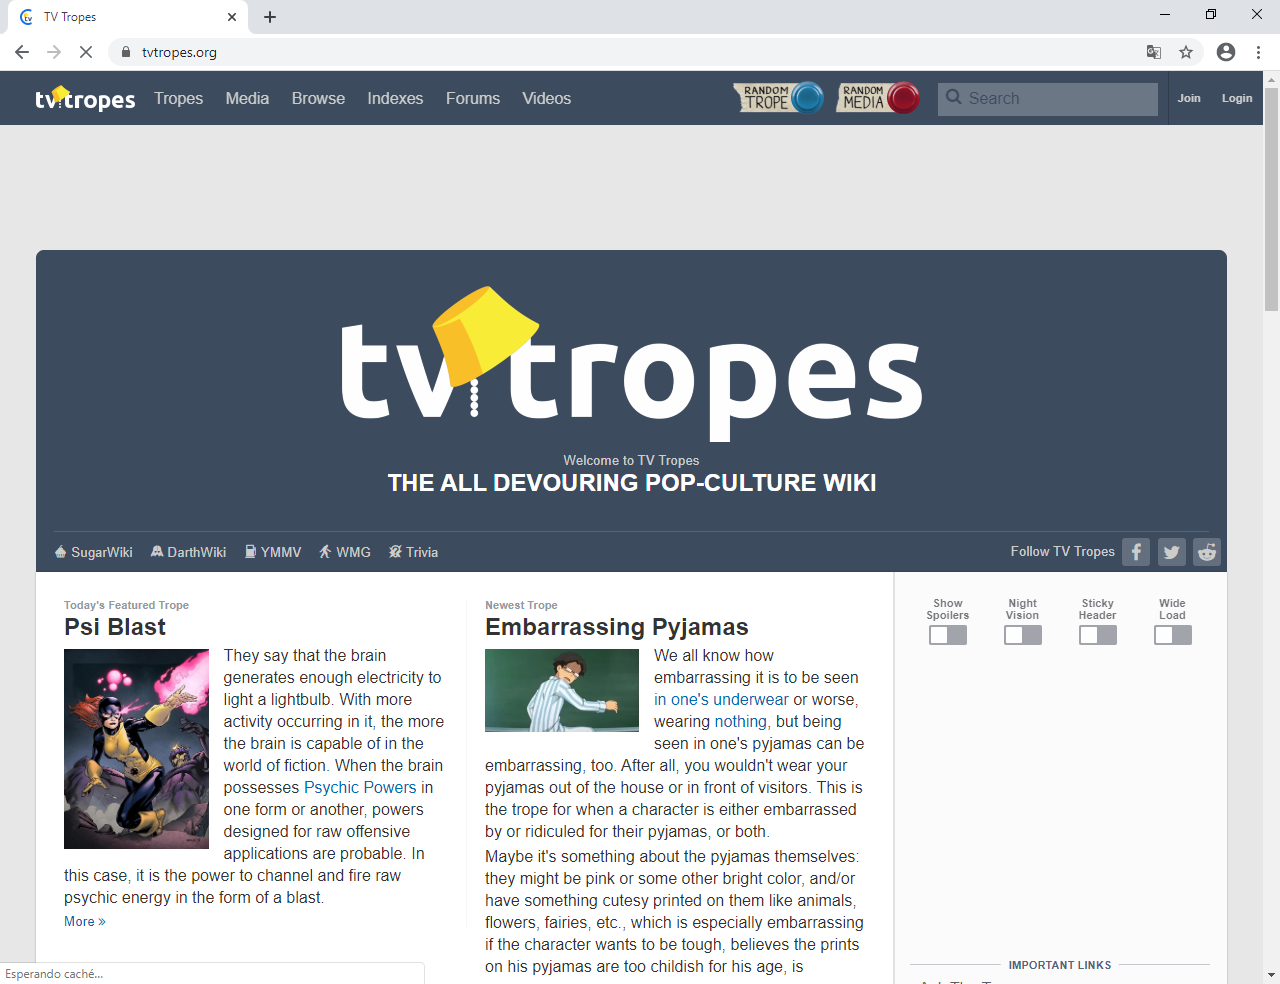 TV Tropes
tvtropes.org
tvtropes
Tropes
Media
Browse
Indexes
Forums
Videos
RANDOM
TROPE
RANDOM
MEDIA
Search
Join
Login
tvtropes
Welcome to TV Tropes
THE ALL DEVOURING POP-CULTURE WIKI
SugarWiki
DarthWiki
YMMV
WMG
Trivia
Follow TV Tropes
Today's Featured Trope
Psi Blast
They say that the brain
generates enough electricity to
light a lightbulb. With more
activity occurring in it, the more
the brain is capable of in the
world of fiction. When the brain
possesses Psychic Powers in
one form or another, powers
designed for raw offensive
applications are probable. In
this case, it is the power to channel and fire raw
psychic energy in the form of a blast.
More »
Newest Trope
Embarrassing Pyjamas
We all know how
embarrassing it is to be seen
in one's underwear or worse,
wearing nothing, but being
seen in one's pyjamas can be
embarrassing, too. After all, you wouldn't wear your
pyjamas out of the house or in front of visitors. This is
the trope for when a character is either embarrassed
by or ridiculed for their pyjamas, or both.
Maybe it's something about the pyjamas themselves:
they might be pink or some other bright color, and/or
have something cutesy printed on them like animals,
flowers, fairies, etc., which is especially embarrassing
if the character wants to be tough, believes the prints
on his pyjamas are too childish for his age, is
Show
Spoilers
Night
Vision
Sticky
Header
Wide
Load
IMPORTANT LINKS
Esperando caché...